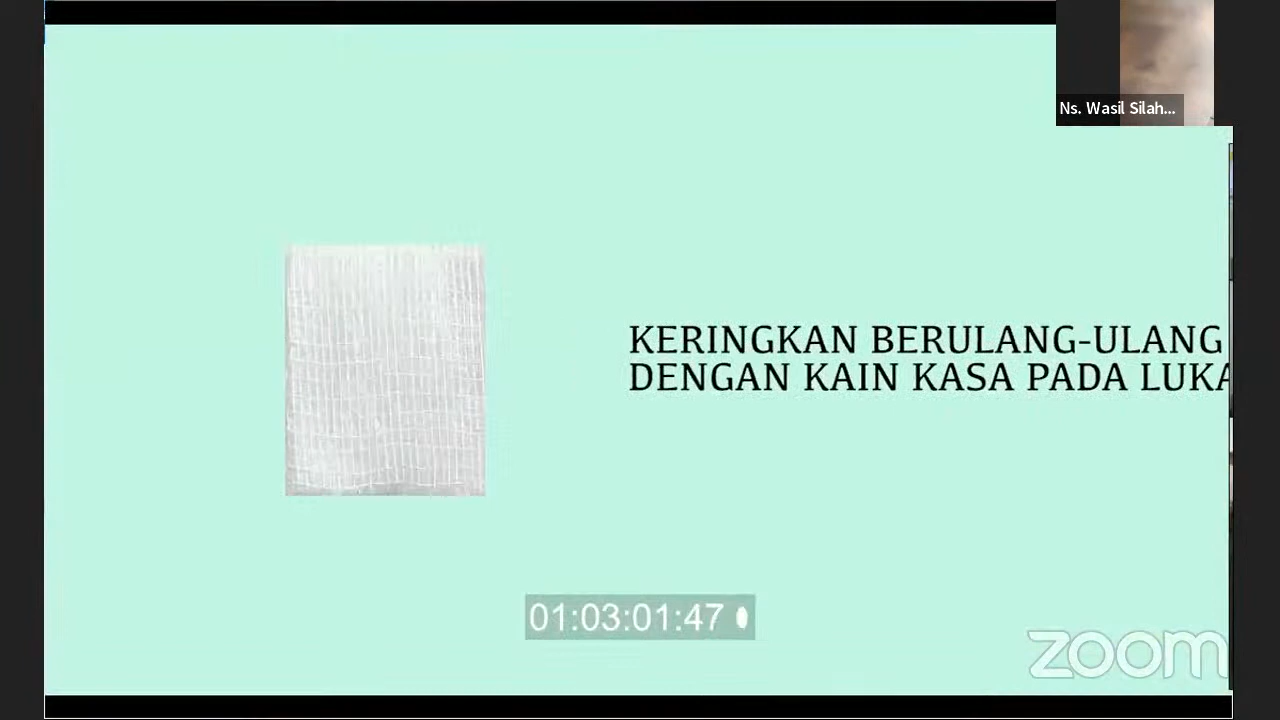 Ns. Wasil Silah...
KERINGKAN BERULANG-ULANG
DENGAN KAIN KASA PADA LUKA
01:03:01:47
zoom